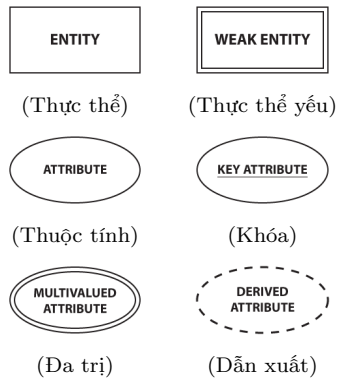 ENTITY
WEAK ENTITY
(Thực thể)
(Thực thể yếu)
ATTRIBUTE
KEY ATTRIBUTE
(Thuộc tính)
(Khóa)
MULTIVALUED
ATTRIBUTE
DERIVED
ATTRIBUTE
(Đa trị)
(Dẫn xuất)